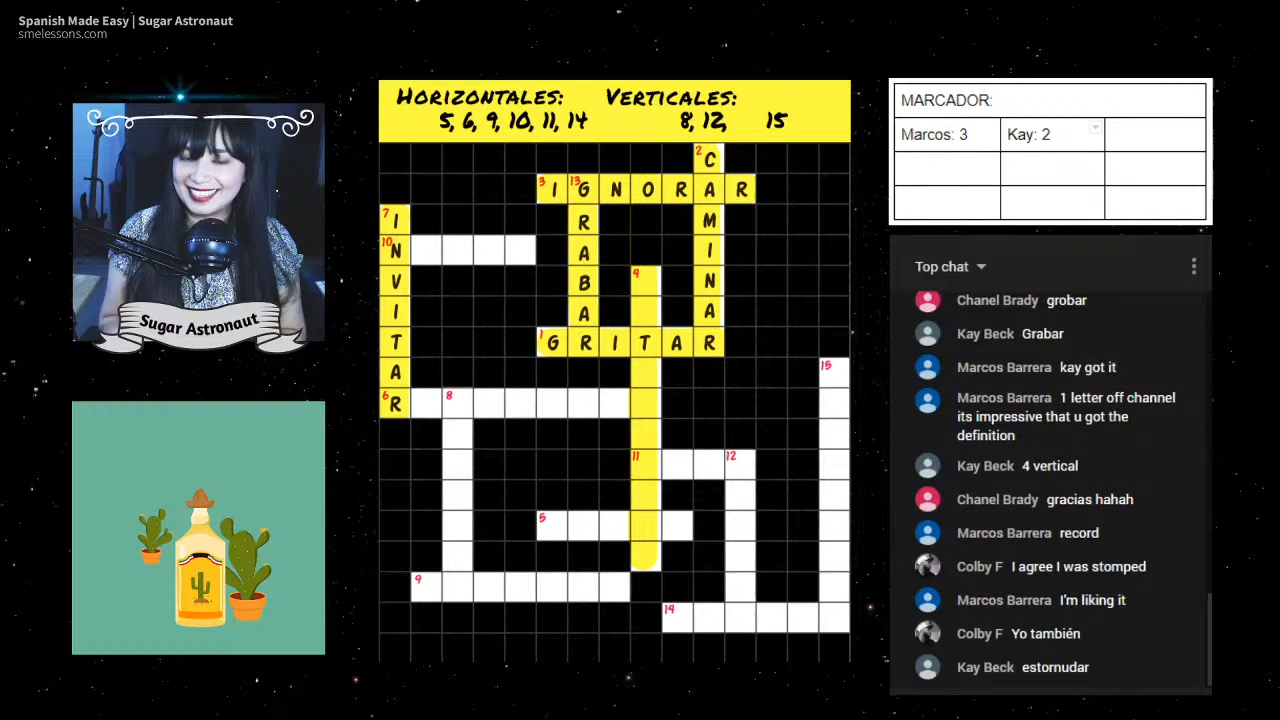 Spanish Made Easy | Sugar Astronaut
smelessons.com
Sugar Astronaut
HORIZONTALES: VERTICALES:
5, 6, 9, 10, 11, 14 8, 12, 15
2 C
3 I 13 G N O R A R
7 I R M
10 N A I
V B 4 N
I A A
T 1 G R I T A R
A 15
6 R 8
11 12
5
9
14
MARCADOR:
Marcos: 3 Kay: 2
Top chat
Chanel Brady grobar
Kay Beck Grabar
Marcos Barrera kay got it
Marcos Barrera 1 letter off channel
its impressive that u got the
definition
Kay Beck 4 vertical
Chanel Brady gracias hahah
Marcos Barrera record
Colby F I agree I was stomped
Marcos Barrera I'm liking it
Colby F Yo también
Kay Beck estornudar